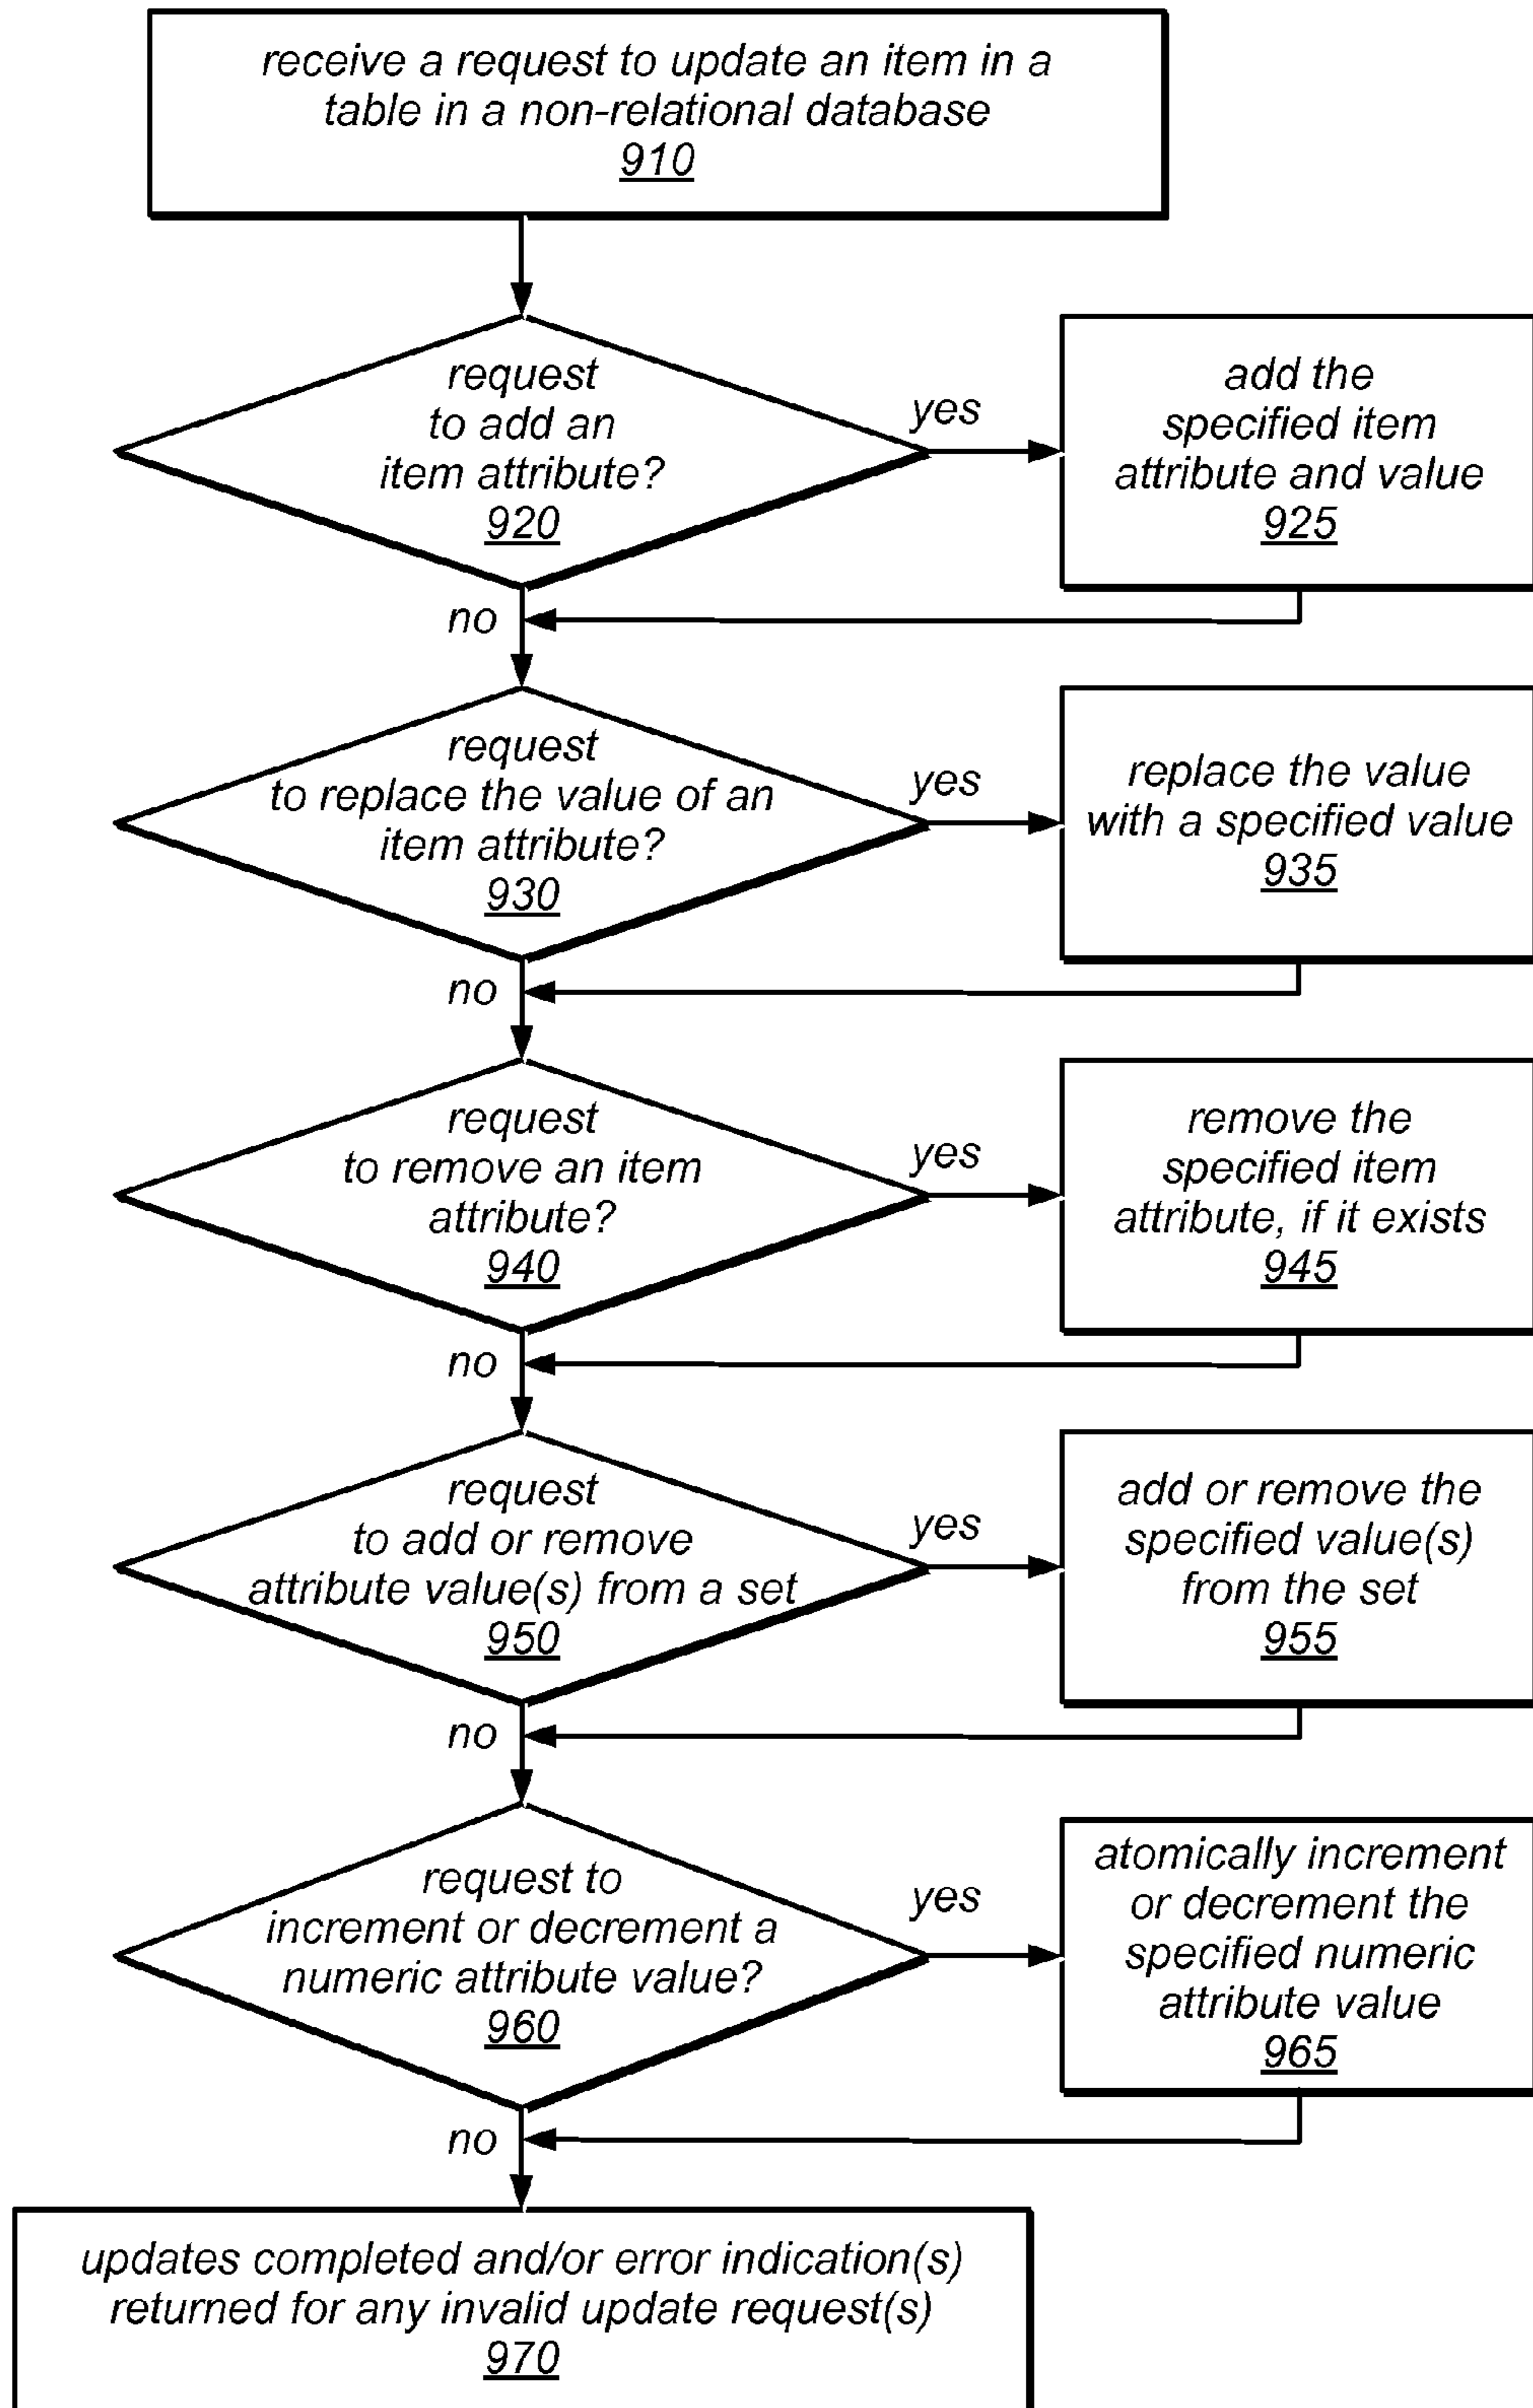 receive a request to update an item in a
table in a non-relational database
910
request
to add an
item attribute?
920
yes
add the
specified item
attribute and value
925
no
request
to replace the value of an
item attribute?
930
yes
replace the value
with a specified value
935
no
request
to remove an item
attribute?
940
yes
remove the
specified item
attribute, if it exists
945
no
request
to add or remove
attribute value(s) from a set
950
yes
add or remove the
specified value(s)
from the set
955
no
request to
increment or decrement a
numeric attribute value?
960
yes
atomically increment
or decrement the
specified numeric
attribute value
965
no
updates completed and/or error indication(s)
returned for any invalid update request(s)
970